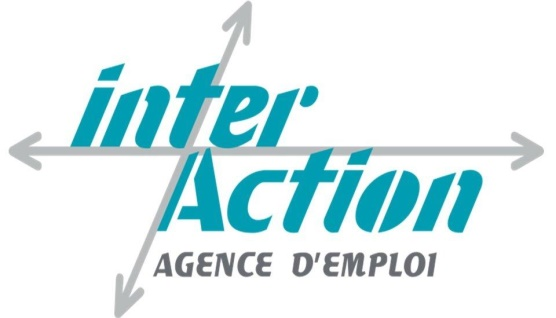 inter
Action
AGENCE D'EMPLOI